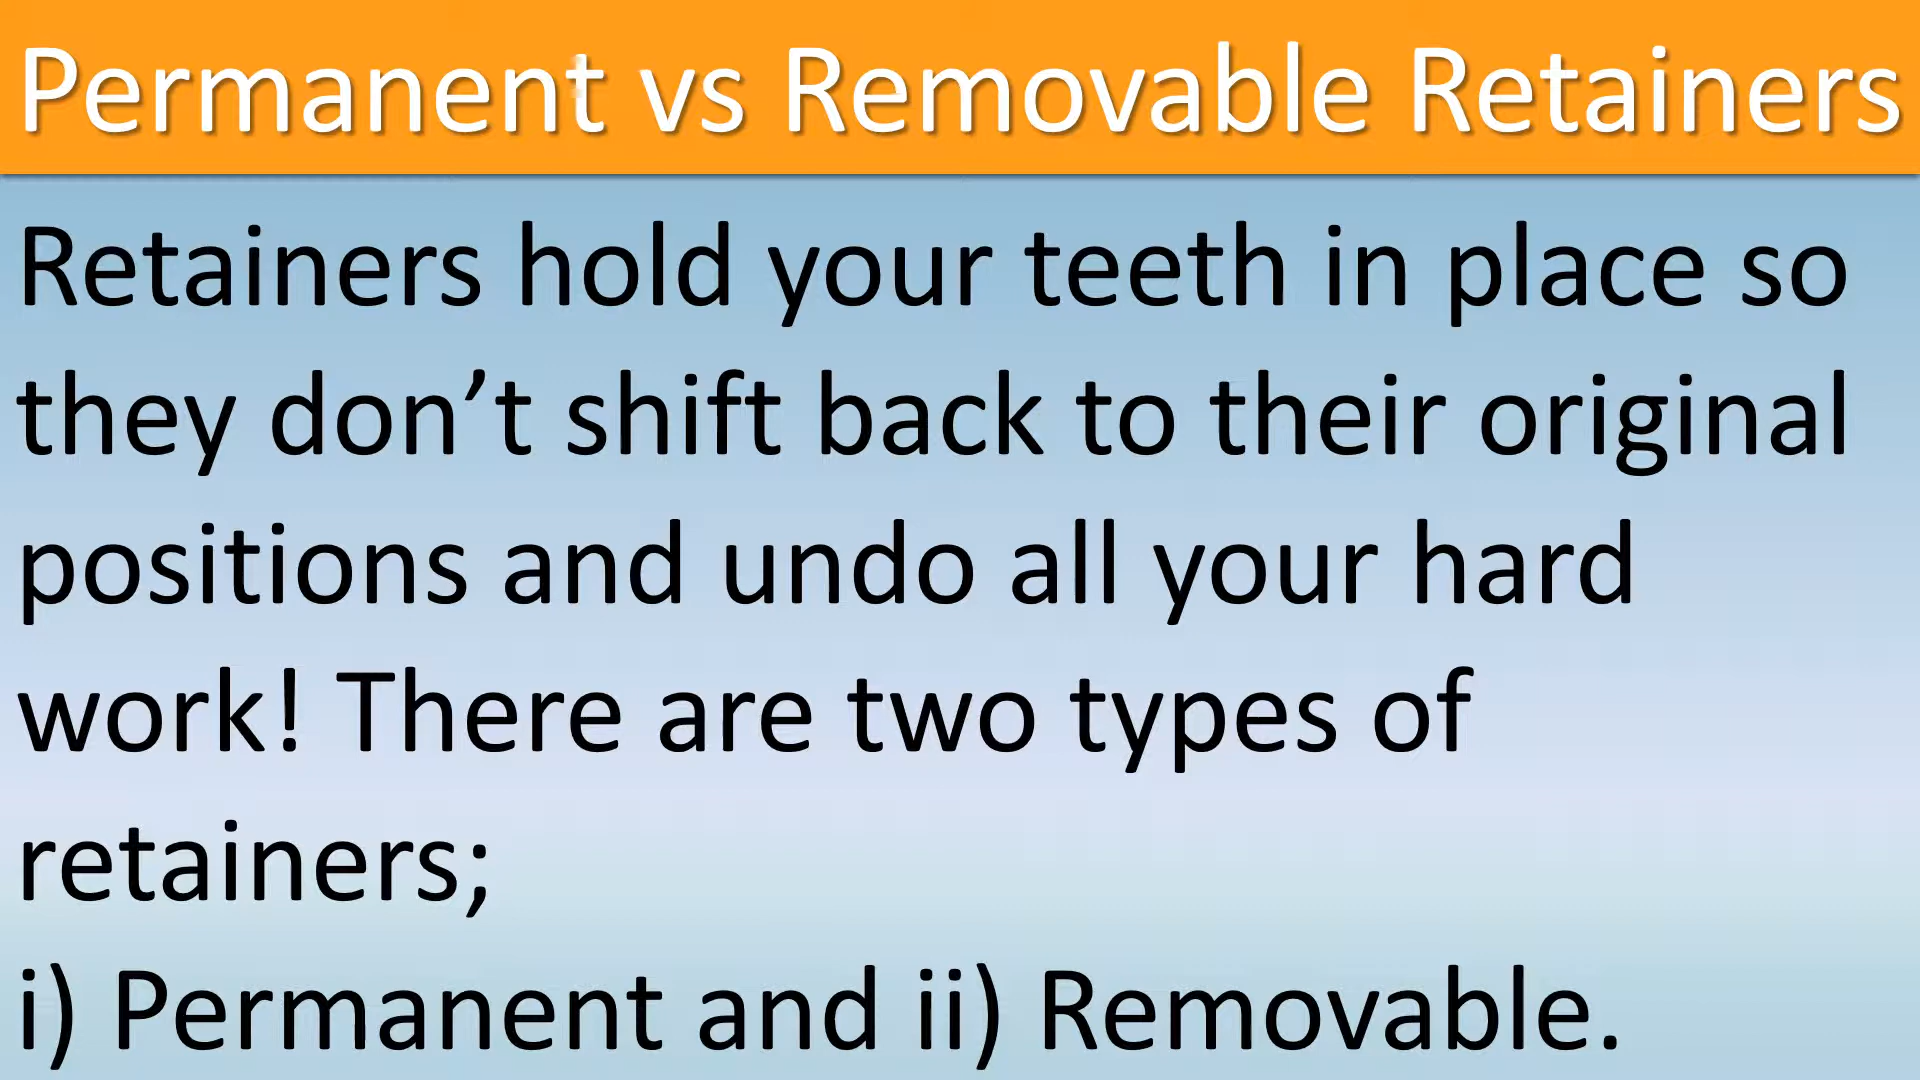 Permanent vs Removable Retainers
Retainers hold your teeth in place so
they don’t shift back to their original
positions and undo all your hard
work! There are two types of
retainers;
i) Permanent and ii) Removable.